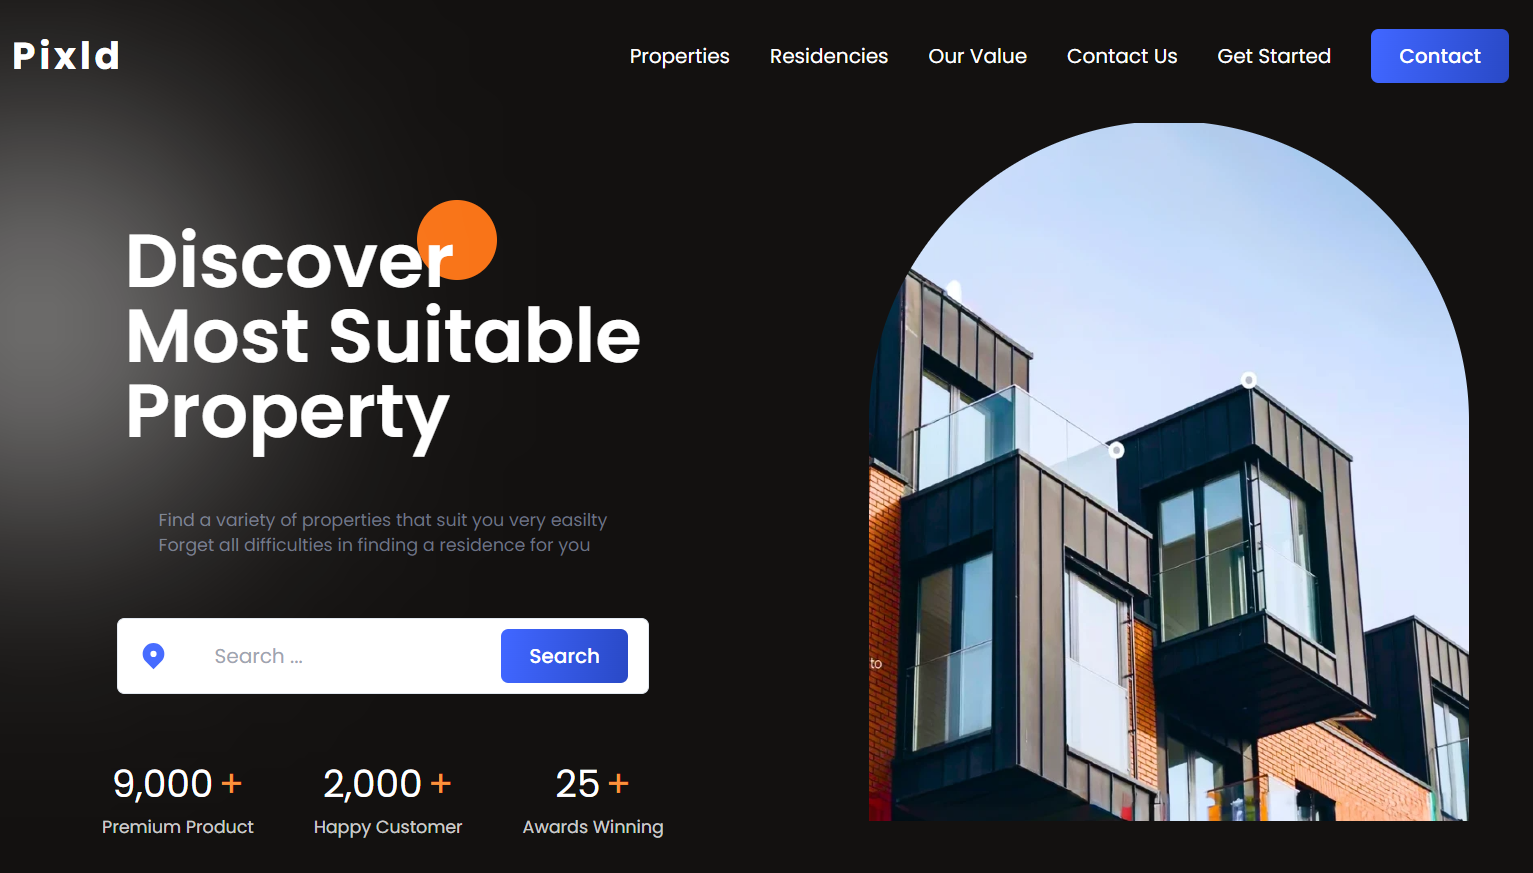 Pixld
Properties Residencies Our Value Contact Us Get Started Contact
Discover
Most Suitable
Property
Find a variety of properties that suit you very easilty
Forget all difficulties in finding a residence for you
Search ...
Search
9,000 + 2,000 + 25 +
Premium Product Happy Customer Awards Winning
to